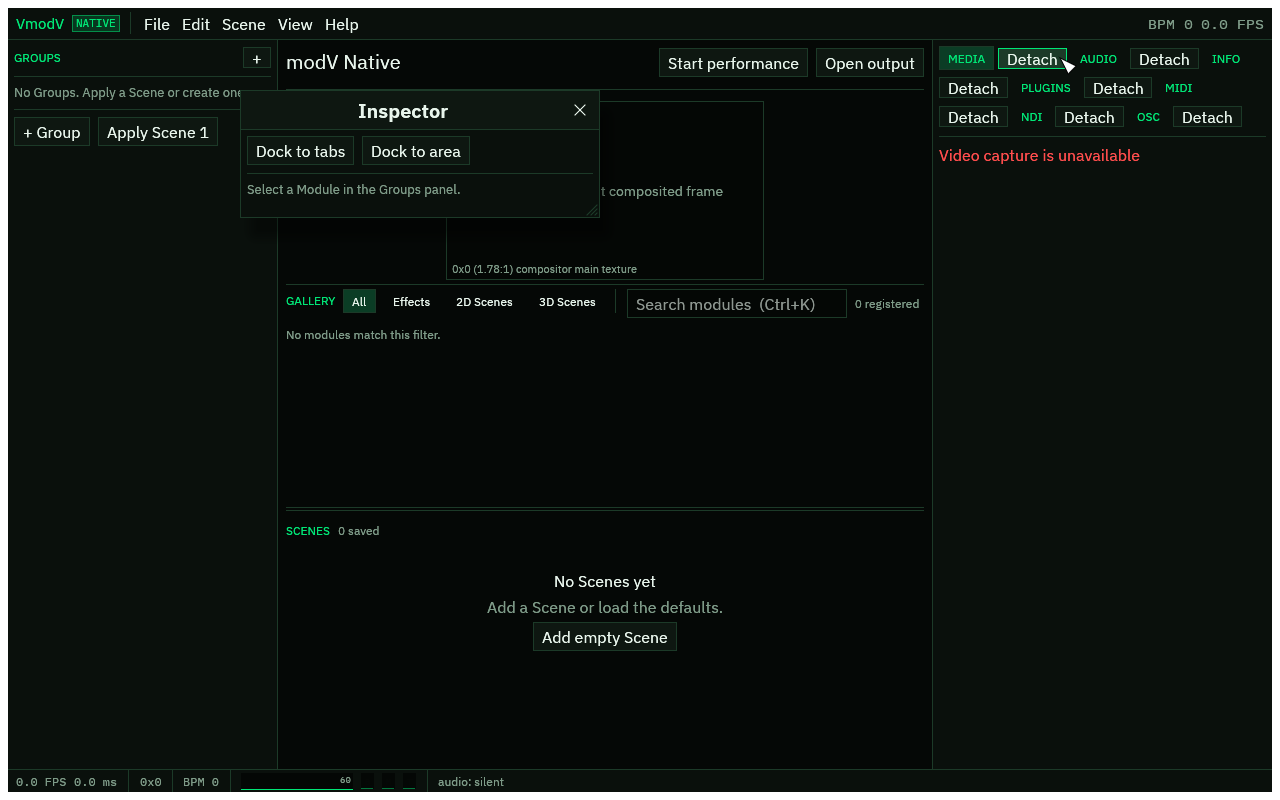 VmodV NATIVE File Edit Scene View Help BPM 0 0.0 FPS
GROUPS +
No Groups. Apply a Scene or create one
+ Group Apply Scene 1
modV Native Start performance Open output
Inspector
Dock to tabs Dock to area
Select a Module in the Groups panel.
t composited frame
0x0 (1.78:1) compositor main texture
GALLERY All Effects 2D Scenes 3D Scenes Search modules (Ctrl+K) 0 registered
No modules match this filter.
SCENES 0 saved
No Scenes yet
Add a Scene or load the defaults.
Add empty Scene
MEDIA Detach AUDIO Detach INFO
Detach PLUGINS Detach MIDI
Detach NDI Detach OSC Detach
Video capture is unavailable
0.0 FPS 0.0 ms 0x0 BPM 0 60 audio: silent